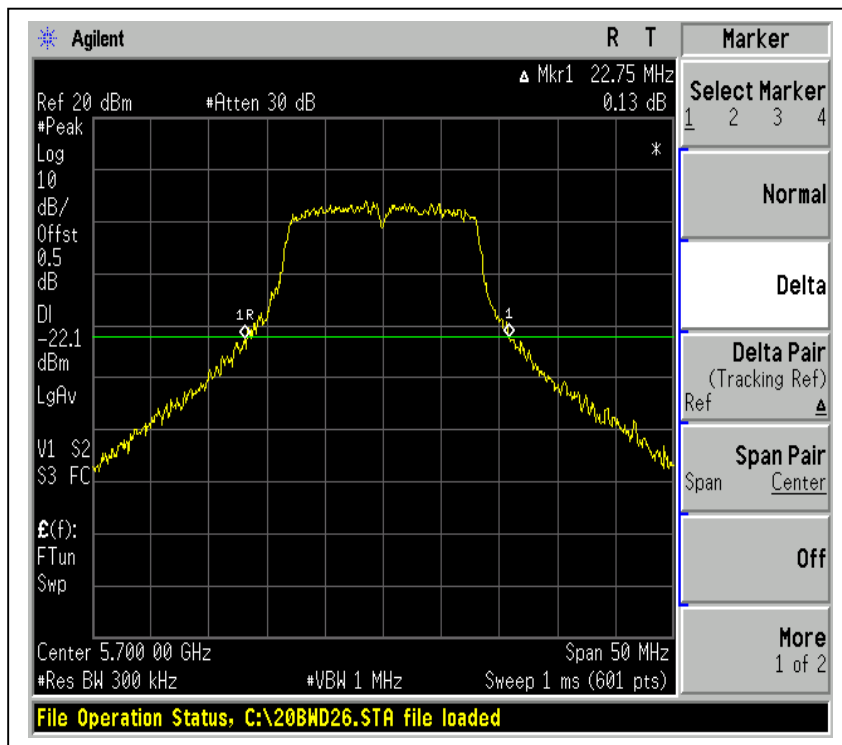 Agilent
R T
Marker
Δ Mkr1 22.75 MHz
Ref 20 dBm #Atten 30 dB 0.13 dB
#Peak
Log
10
dB/
Offst
0.5
dB
DI
-22.1
dBm
LgAv
V1 S2
S3 FC
£(f):
FTun
Swp
*
1R
1
Center 5.700 00 GHz Span 50 MHz
#Res BW 300 kHz #VBW 1 MHz Sweep 1 ms (601 pts)
File Operation Status, C:\20BWD26.STA file loaded
Select Marker
1 2 3 4
Normal
Delta
Delta Pair
(Tracking Ref)
Ref Δ
Span Pair
Span Center
Off
More
1 of 2